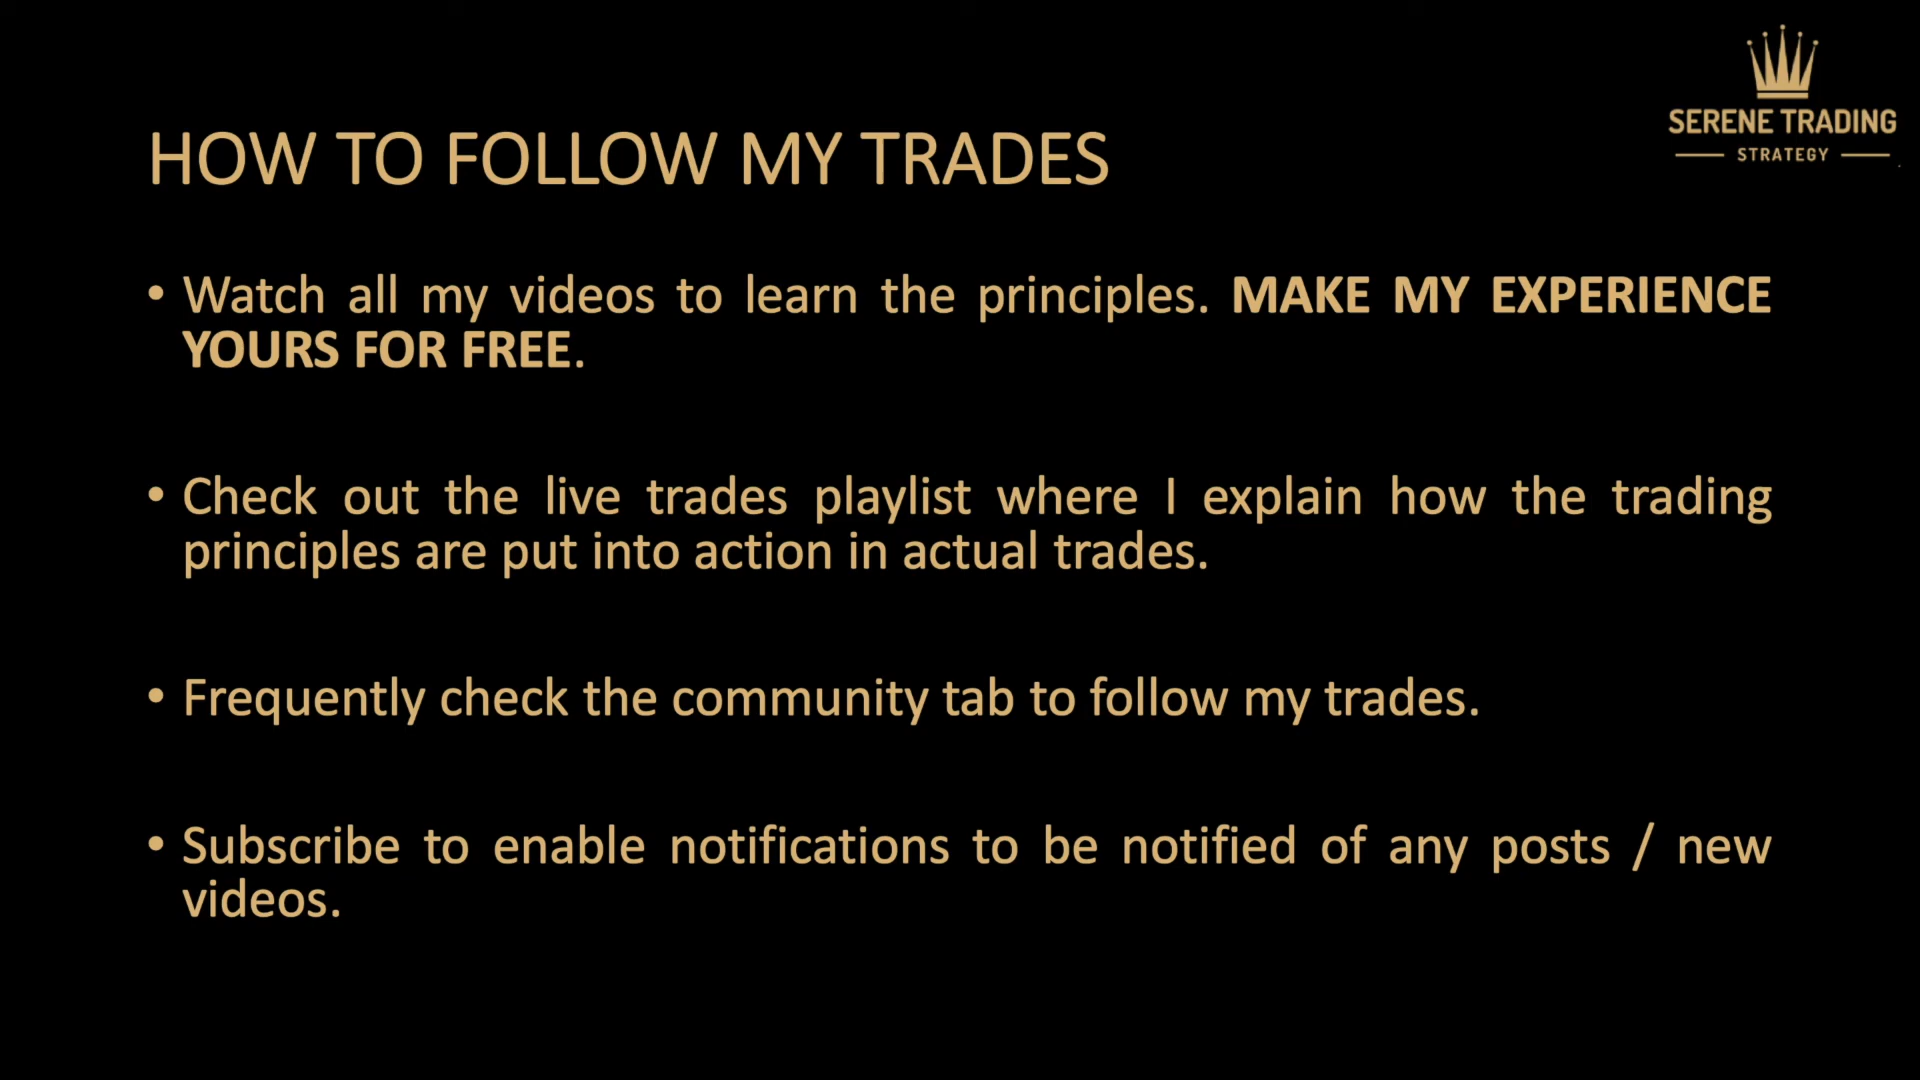 SERENE TRADING
STRATEGY
HOW TO FOLLOW MY TRADES
• Watch all my videos to learn the principles. MAKE MY EXPERIENCE
YOURS FOR FREE.
• Check out the live trades playlist where I explain how the trading
principles are put into action in actual trades.
• Frequently check the community tab to follow my trades.
• Subscribe to enable notifications to be notified of any posts / new
videos.